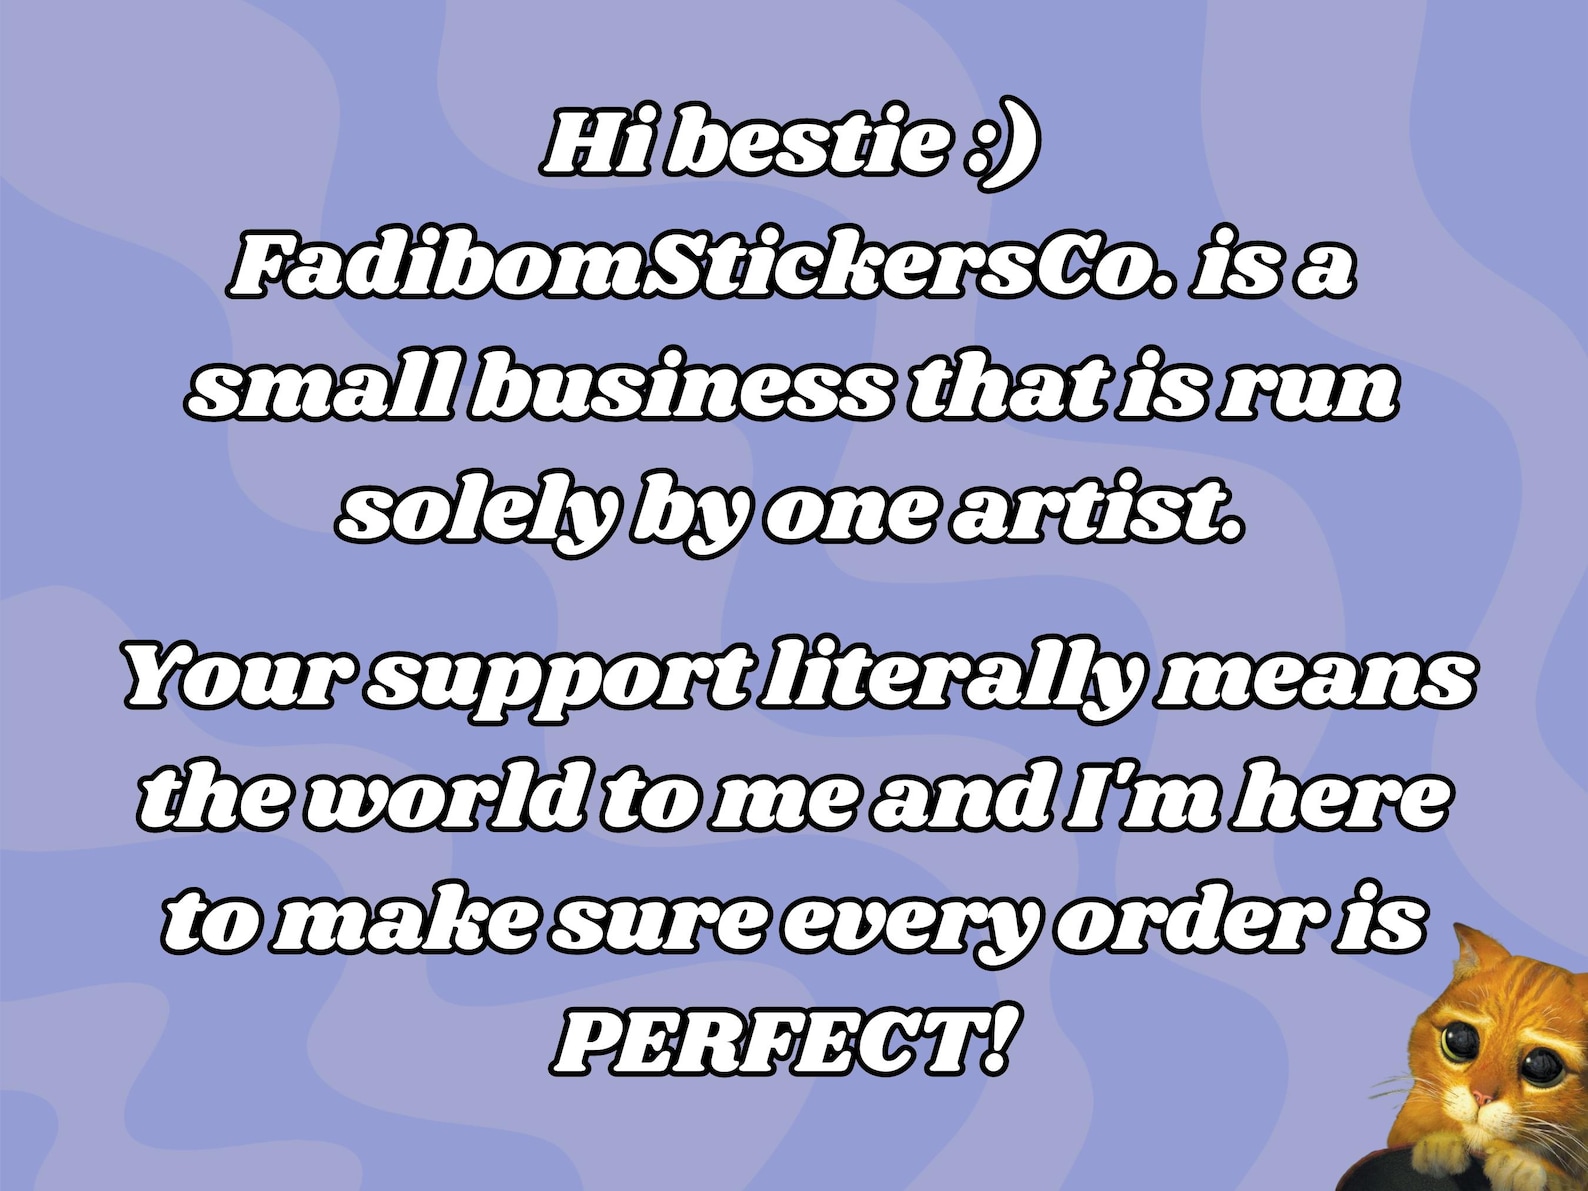 Hi bestie :)
FadibomStickersCo. is a
small business that is run
solely by one artist.
Your support literally means
the world to me and I'm here
to make sure every order is
PERFECT!